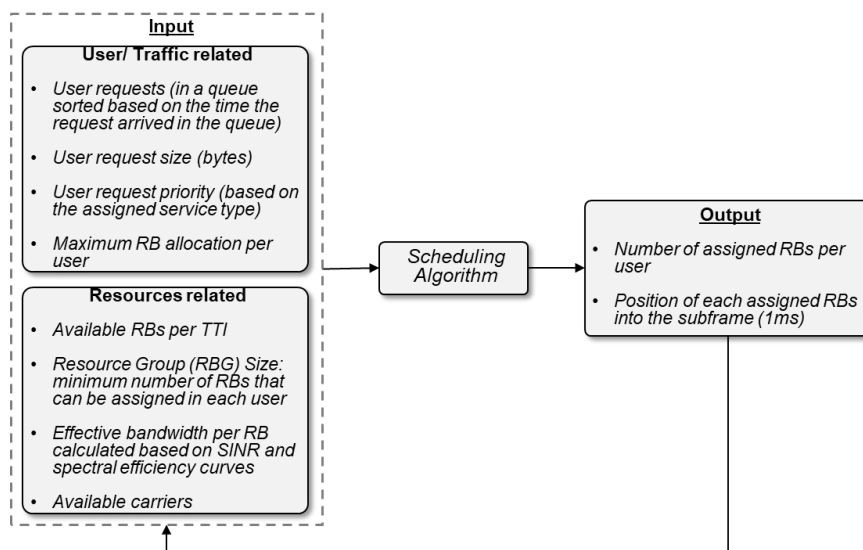 Input
User/ Traffic related
• User requests (in a queue
sorted based on the time the
request arrived in the queue)
• User request size (bytes)
• User request priority (based on
the assigned service type)
• Maximum RB allocation per
user
Resources related
• Available RBs per TTI
• Resource Group (RBG) Size:
minimum number of RBs that
can be assigned in each user
• Effective bandwidth per RB
calculated based on SINR and
spectral efficiency curves
• Available carriers
Scheduling
Algorithm
Output
• Number of assigned RBs per
user
• Position of each assigned RBs
into the subframe (1ms)